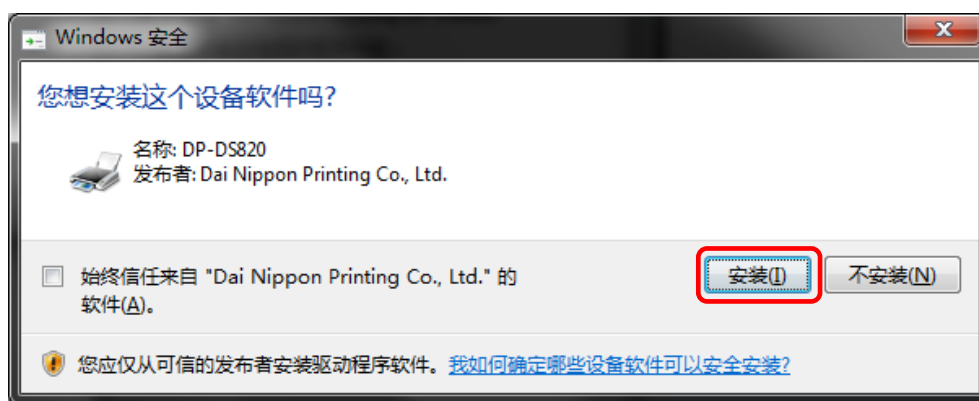 Windows 安全
您想安装这个设备软件吗?
名称: DP-DS820
发布者: Dai Nippon Printing Co., Ltd.
始终信任来自 "Dai Nippon Printing Co., Ltd." 的
软件(A)。
安装(I)
不安装(N)
您应仅从可信的发布者安装驱动程序软件。我如何确定哪些设备软件可以安全安装?